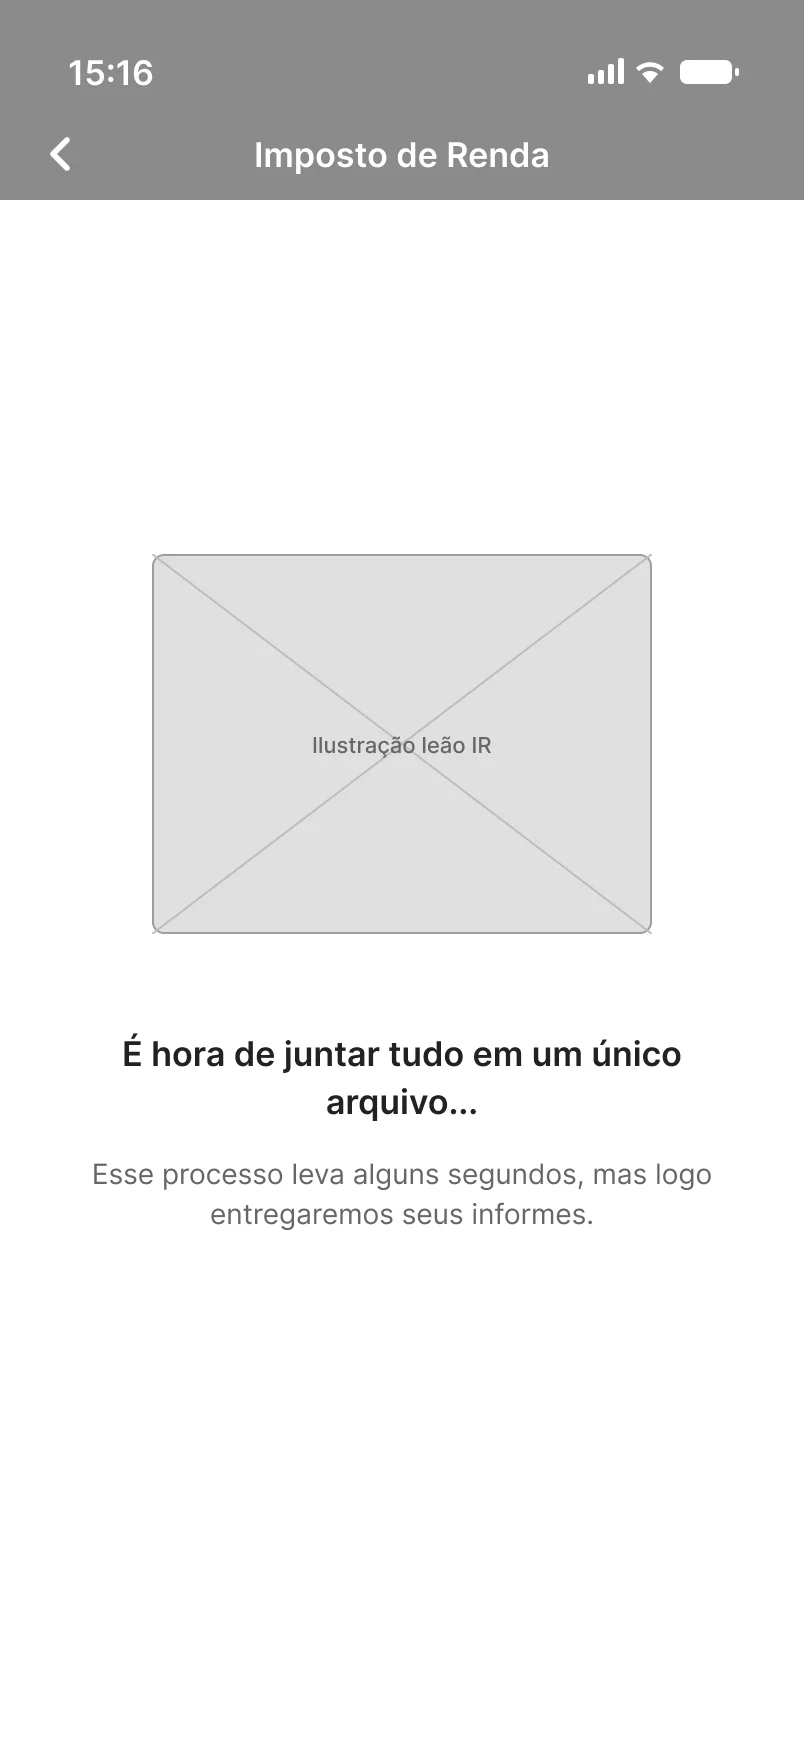 15:16
Imposto de Renda
Ilustração leão IR
É hora de juntar tudo em um único
arquivo...
Esse processo leva alguns segundos, mas logo
entregaremos seus informes.